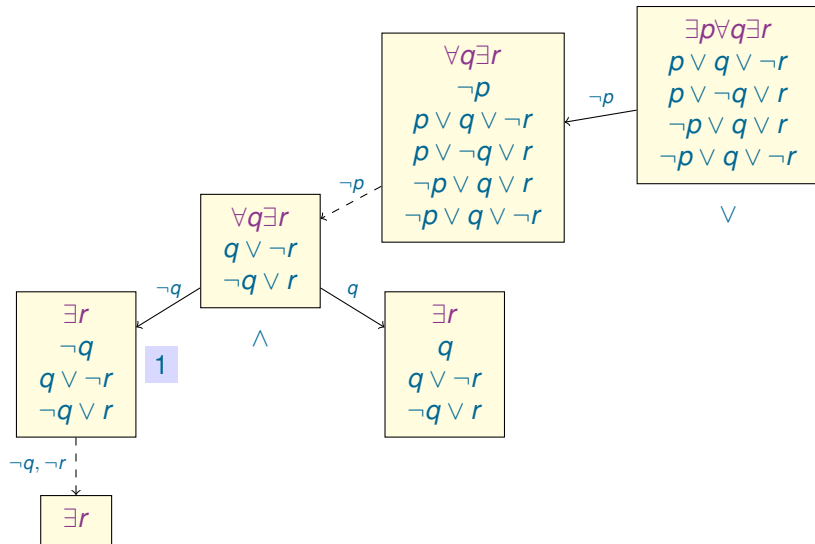 ∃p∀q∃r
p ∨ q ∨ ¬r
p ∨ ¬q ∨ r
¬p ∨ q ∨ r
¬p ∨ q ∨ ¬r
∨
¬p
∀q∃r
¬p
p ∨ q ∨ ¬r
p ∨ ¬q ∨ r
¬p ∨ q ∨ r
¬p ∨ q ∨ ¬r
¬p
∀q∃r
q ∨ ¬r
¬q ∨ r
∧
¬q
q
∃r
¬q
q ∨ ¬r
¬q ∨ r
1
∃r
q
q ∨ ¬r
¬q ∨ r
¬q, ¬r
∃r